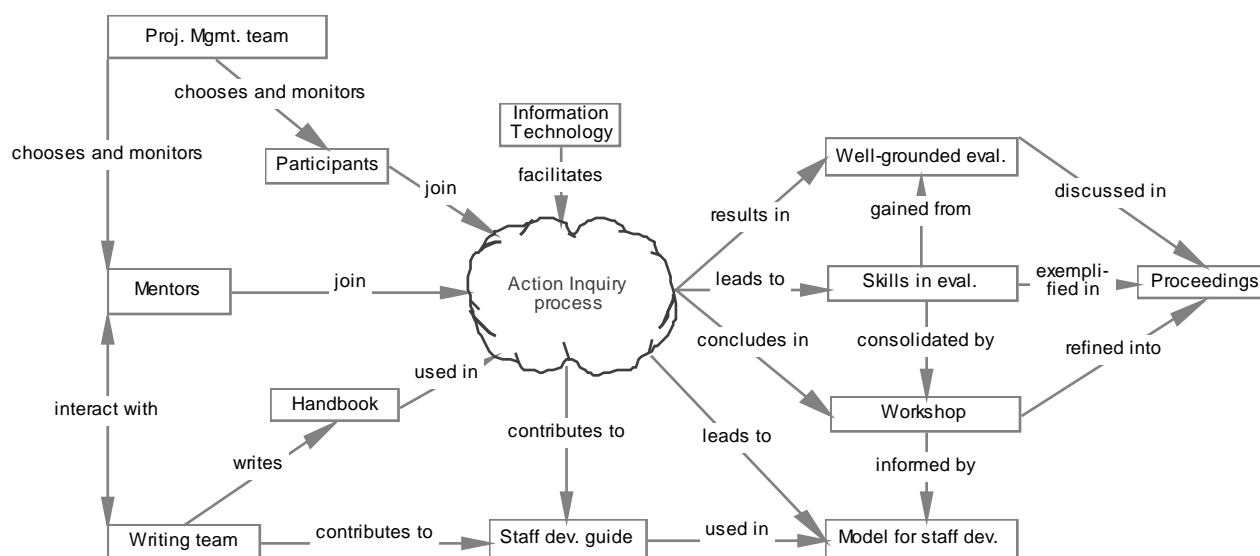 Proj. Mgmt. team
chooses and monitors
Information
Technology
chooses and monitors
Participants
Well-grounded eval.
facilitates
join
discussed in
results in
gained from
Action Inquiry
process
Mentors
join
leads to
Skills in eval.
exempli-
fied in
Proceedings
concludes in
consolidated by
refined into
used in
interact with
Handbook
Workshop
contributes to
leads to
writes
informed by
Writing team
contributes to
Staff dev. guide
used in
Model for staff dev.